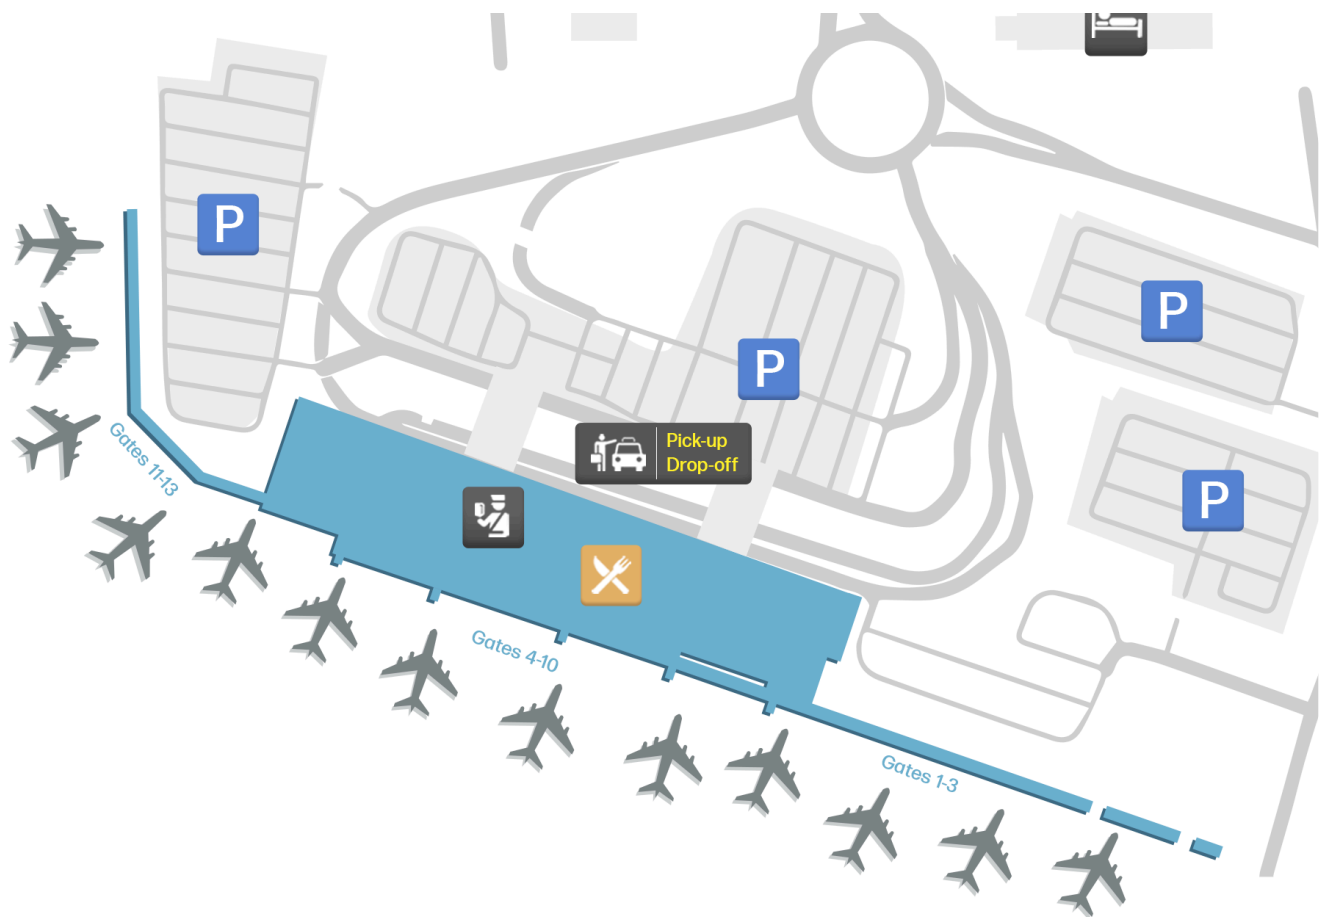 P
P
P
Pick-up
Drop-off
P
Gates 11-13
Gates 4-10
Gates 1-3